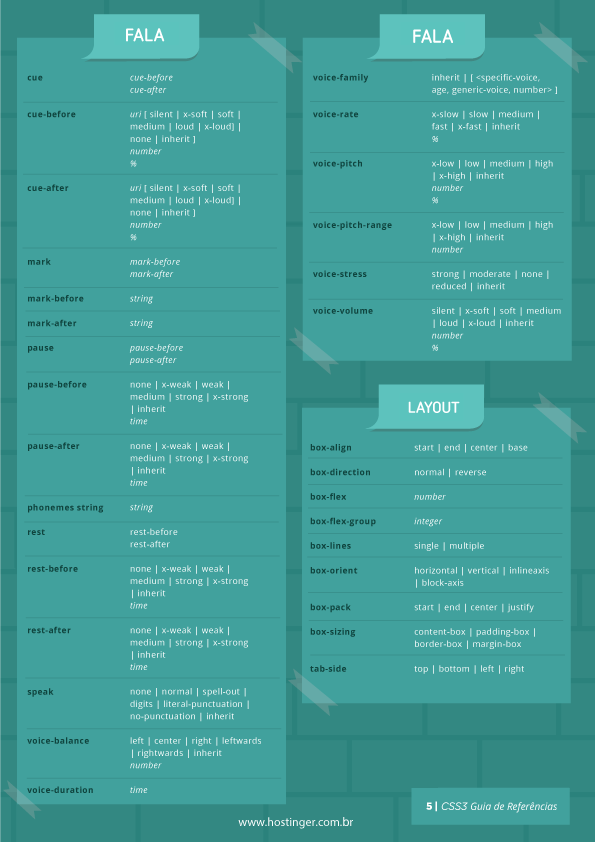 FALA
cue
cue-before
cue-after
cue-before
uri [ silent | x-soft | soft |
medium | loud | x-loud] |
none | inherit ]
number
%
cue-after
uri [ silent | x-soft | soft |
medium | loud | x-loud] |
none | inherit ]
number
%
mark
mark-before
mark-after
mark-before
string
mark-after
string
pause
pause-before
pause-after
pause-before
none | x-weak | weak |
medium | strong | x-strong
| inherit
time
pause-after
none | x-weak | weak |
medium | strong | x-strong
| inherit
time
phonemes string
string
rest
rest-before
rest-after
rest-before
none | x-weak | weak |
medium | strong | x-strong
| inherit
time
rest-after
none | x-weak | weak |
medium | strong | x-strong
| inherit
time
speak
none | normal | spell-out |
digits | literal-punctuation |
no-punctuation | inherit
voice-balance
left | center | right | leftwards
| rightwards | inherit
number
voice-duration
time
FALA
voice-family
inherit | [ <specific-voice,
age, generic-voice, number> ]
voice-rate
x-slow | slow | medium |
fast | x-fast | inherit
%
voice-pitch
x-low | low | medium | high
| x-high | inherit
number
%
voice-pitch-range
x-low | low | medium | high
| x-high | inherit
number
voice-stress
strong | moderate | none |
reduced | inherit
voice-volume
silent | x-soft | soft | medium
| loud | x-loud | inherit
number
%
LAYOUT
box-align
start | end | center | base
box-direction
normal | reverse
box-flex
number
box-flex-group
integer
box-lines
single | multiple
box-orient
horizontal | vertical | inlineaxis
| block-axis
box-pack
start | end | center | justify
box-sizing
content-box | padding-box |
border-box | margin-box
tab-side
top | bottom | left | right
5 | CSS3 Guia de Referências
www.hostinger.com.br